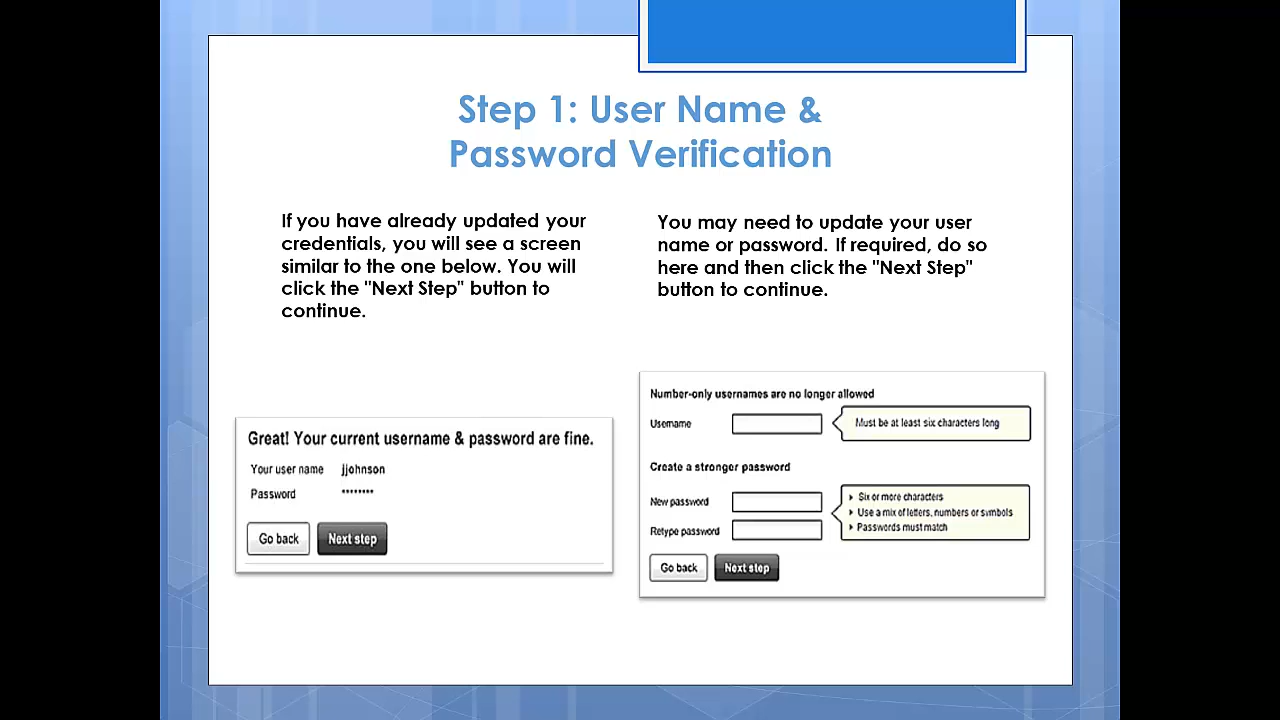 Step 1: User Name &
Password Verification
If you have already updated your
credentials, you will see a screen
similar to the one below. You will
click the "Next Step" button to
continue.
You may need to update your user
name or password. If required, do so
here and then click the "Next Step"
button to continue.
Great! Your current username & password are fine.
Your user name jjohnson
Password ********
Go back Next step
Number-only usernames are no longer allowed
Username Must be at least six characters long
Create a stronger password
New password
Retype password
Six or more characters
Use a mix of letters, numbers or symbols
Passwords must match
Go back Next step